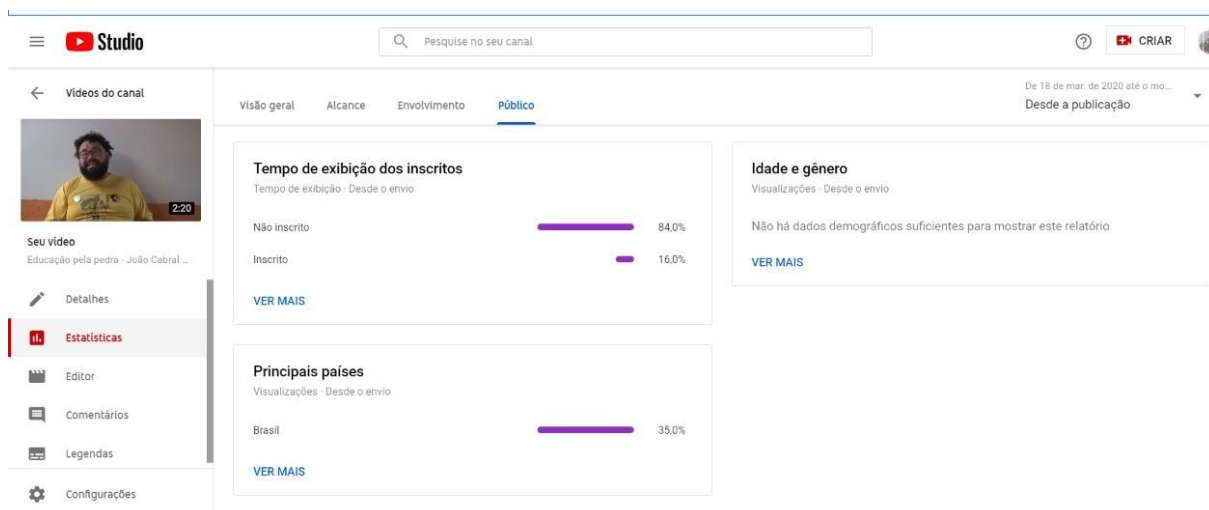 Studio
Pesquise no seu canal
CRIAR
Vídeos do canal
2:20
Seu vídeo
Educação pela pedra - João Cabral ...
Detalhes
Estatísticas
Editor
Comentários
Legendas
Configurações
Visão geral Alcance Envolvimento Público
De 18 de mar. de 2020 até o mo...
Desde a publicação
Tempo de exibição dos inscritos
Tempo de exibição · Desde o envio
Não inscrito 84,0%
Inscrito 16,0%
VER MAIS
Idade e gênero
Visualizações · Desde o envio
Não há dados demográficos suficientes para mostrar este relatório
VER MAIS
Principais países
Visualizações · Desde o envio
Brasil 35,0%
VER MAIS